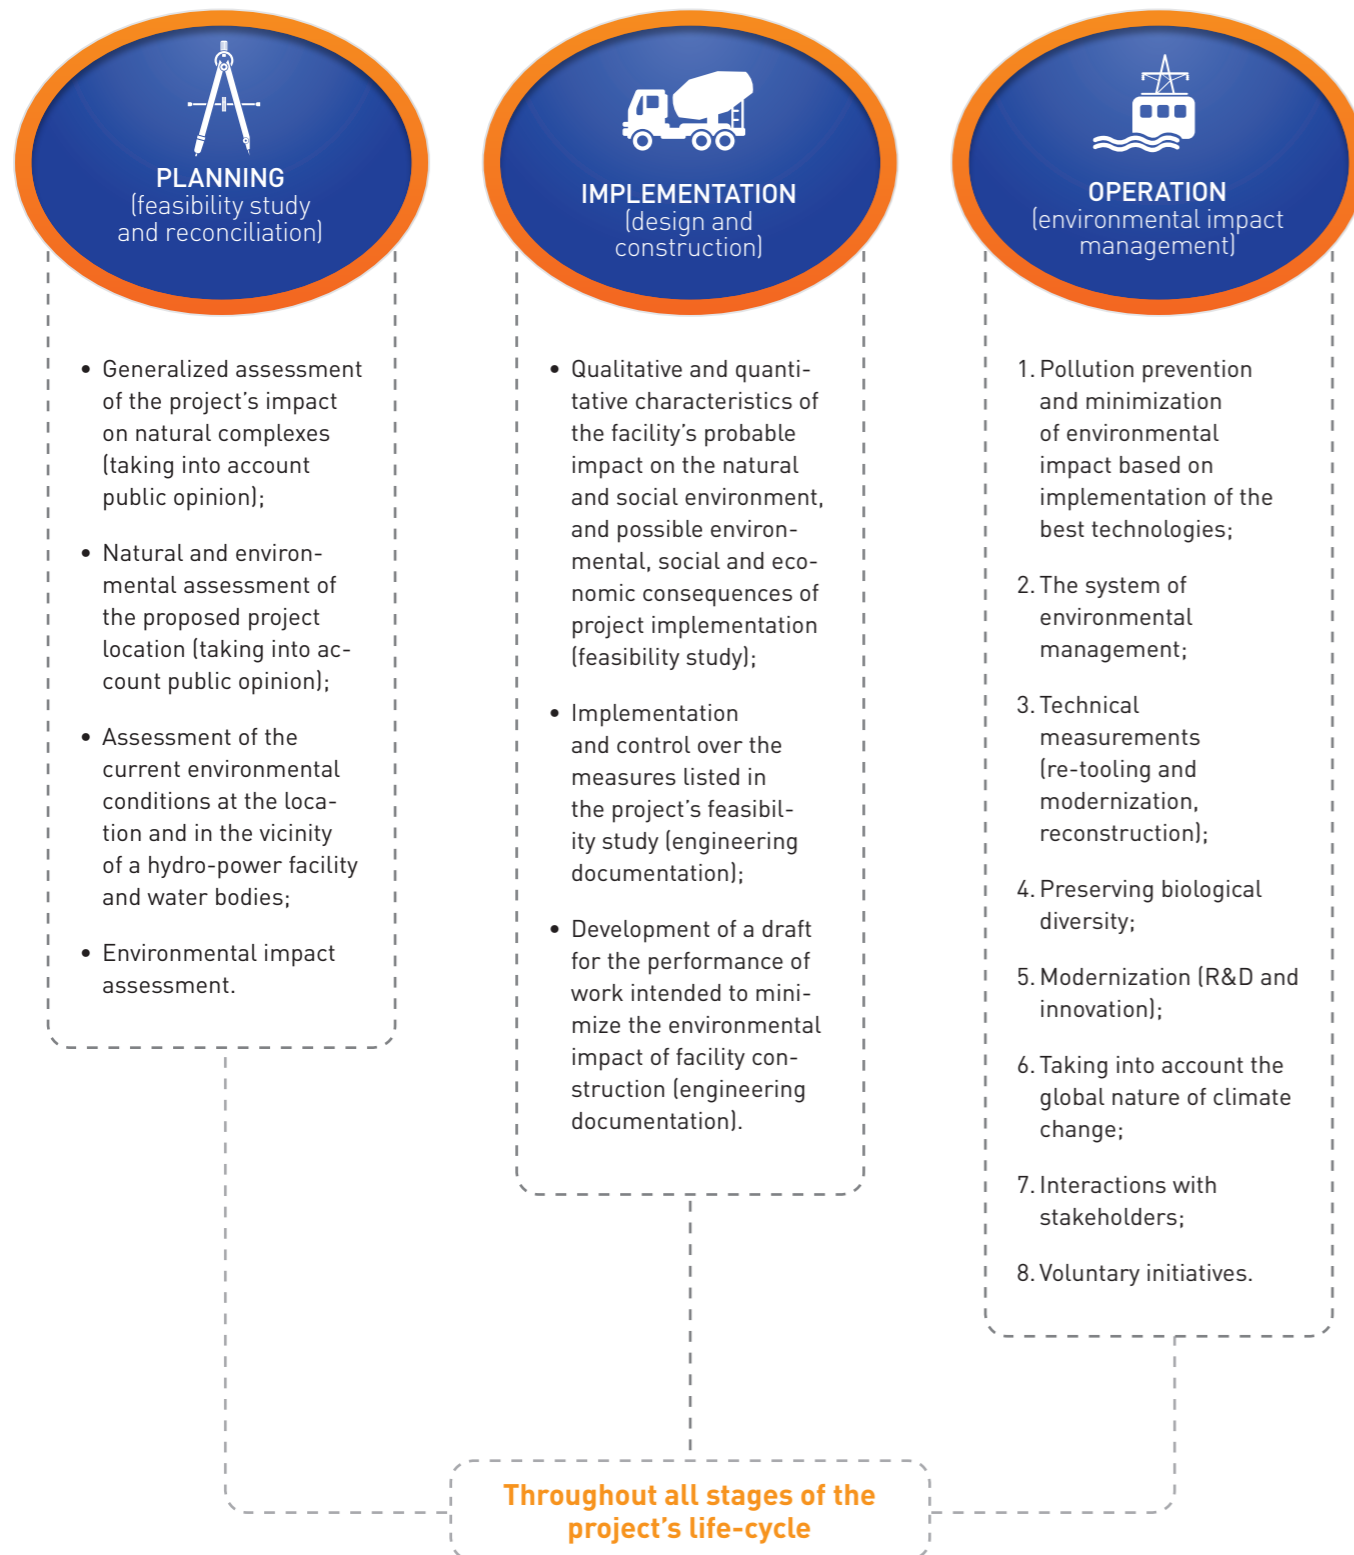 PLANNING
(feasibility study
and reconciliation)
• Generalized assessment
of the project’s impact
on natural complexes
(taking into account
public opinion);
• Natural and environ-
mental assessment of
the proposed project
location (taking into ac-
count public opinion);
• Assessment of the
current environmental
conditions at the loca-
tion and in the vicinity
of a hydro-power facility
and water bodies;
• Environmental impact
assessment.
IMPLEMENTATION
(design and
construction)
• Qualitative and quanti-
tative characteristics of
the facility’s probable
impact on the natural
and social environment,
and possible environ-
mental, social and eco-
nomic consequences of
project implementation
(feasibility study);
• Implementation
and control over the
measures listed in
the project’s feasibil-
ity study (engineering
documentation);
• Development of a draft
for the performance of
work intended to mini-
mize the environmental
impact of facility con-
struction (engineering
documentation).
OPERATION
(environmental impact
management)
1. Pollution prevention
and minimization
of environmental
impact based on
implementation of the
best technologies;
2. The system of
environmental
management;
3. Technical
measurements
(re-tooling and
modernization,
reconstruction);
4. Preserving biological
diversity;
5. Modernization (R&D and
innovation);
6. Taking into account the
global nature of climate
change;
7. Interactions with
stakeholders;
8. Voluntary initiatives.
Throughout all stages of the
project’s life-cycle